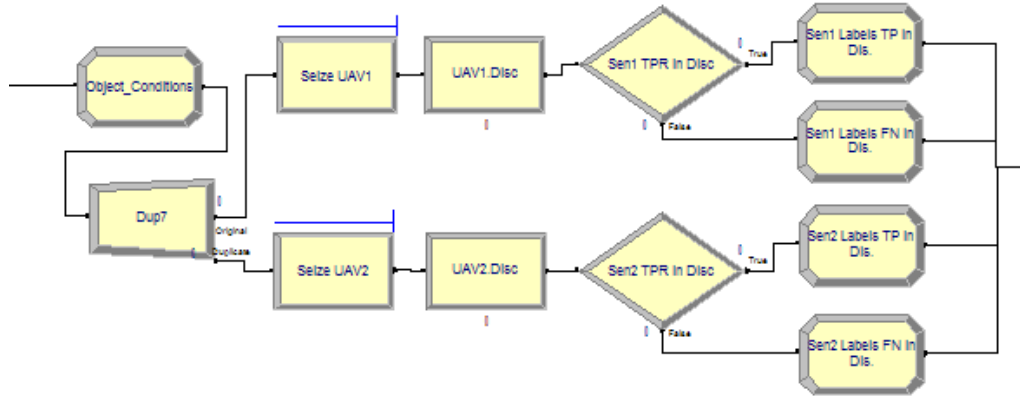 Object_Conditions
Dup7
Original
Duplicate
Seize UAV1
UAV1.Disc
Sen1 TPR in Disc
True
False
Sen1 Labels TP in
Dis.
Sen1 Labels FN in
Dis.
Seize UAV2
UAV2.Disc
Sen2 TPR in Disc
True
False
Sen2 Labels TP in
Dis.
Sen2 Labels FN in
Dis.